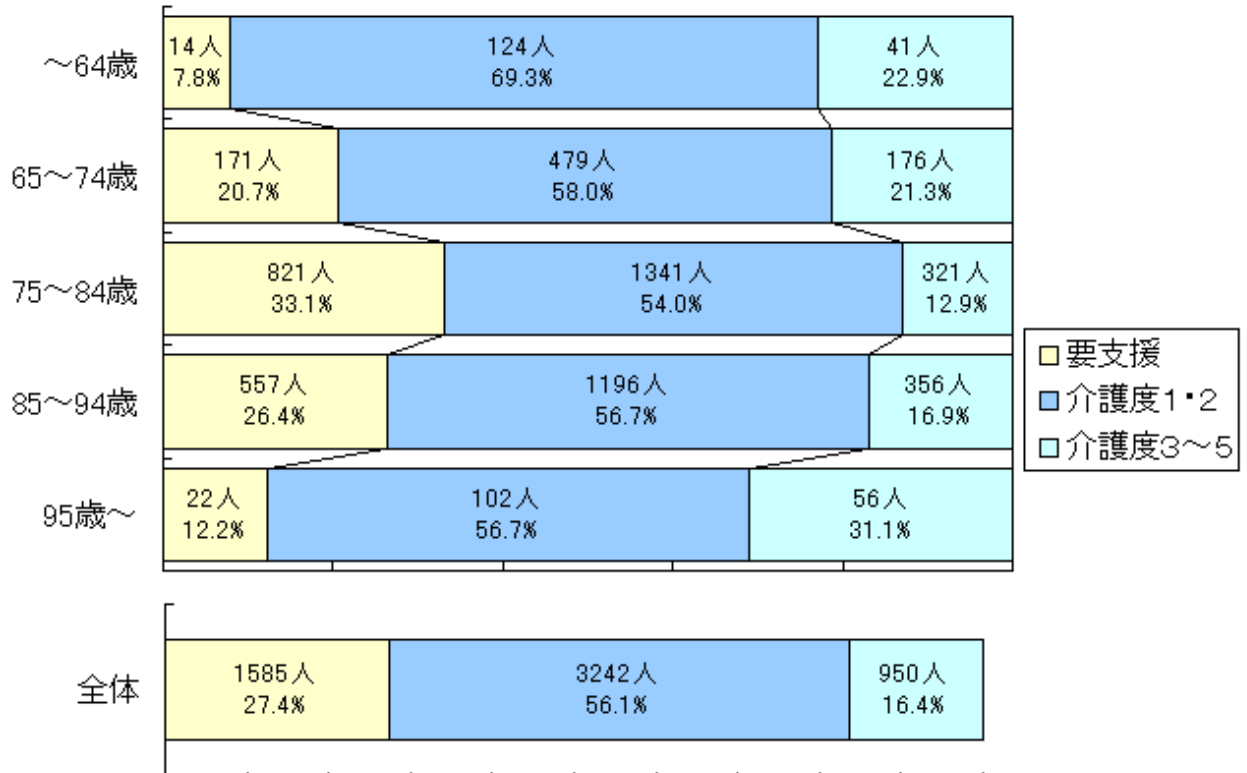 ～64歳
14人
7.8%
124人
69.3%
41人
22.9%
65～74歳
171人
20.7%
479人
58.0%
176人
21.3%
75～84歳
821人
33.1%
1341人
54.0%
321人
12.9%
85～94歳
557人
26.4%
1196人
56.7%
356人
16.9%
95歳～
22人
12.2%
102人
56.7%
56人
31.1%
要支援
介護度1・2
介護度3～5
全体
1585人
27.4%
3242人
56.1%
950人
16.4%